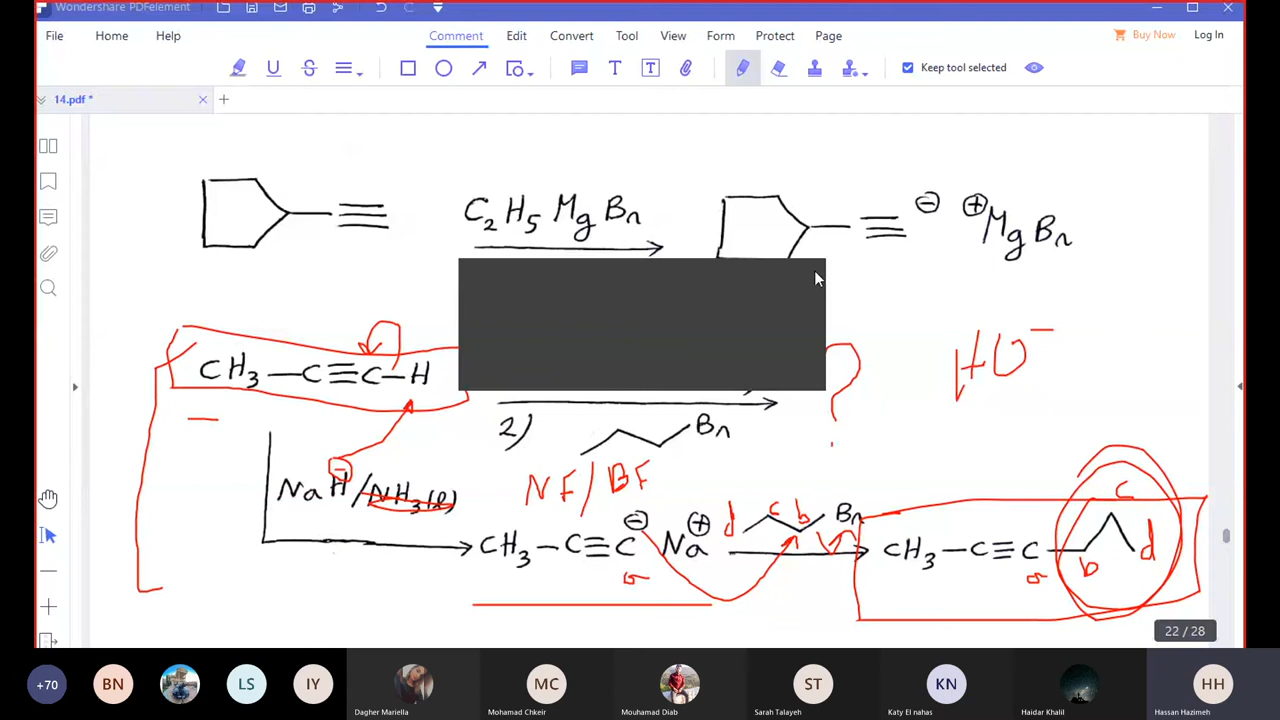 Wondershare PDFelement
File Home Help Comment Edit Convert Tool View Form Protect Page Buy Now Log In
Keep tool selected
14.pdf *
C2H5MgBr
⊖ ⊕MgBr
CH3—C≡C—H
?
HO−
2) Br
NaH/NH3(l)
NF/BF
CH3—C≡C⊖ Na⊕
d c b Br
CH3—C≡C
a
a b c d
22 / 28
+70 BN LS IY MC ST KN HH
Dagher Mariella Mohamad Chkeir Mouhamad Diab Sarah Talayeh Katy El nahas Haidar Khalil Hassan Hazimeh